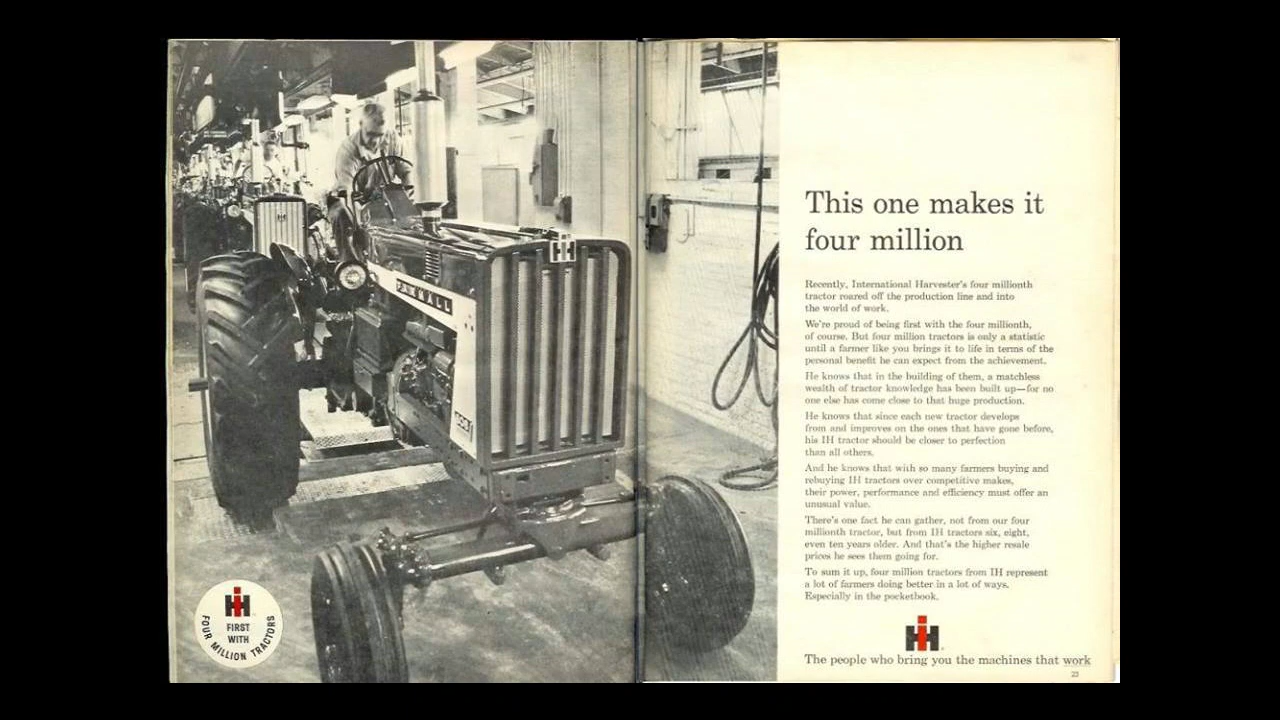 FARMALL
806
IH
FIRST
WITH
FOUR MILLION TRACTORS
This one makes it
four million
Recently, International Harvester's four millionth
tractor roared off the production line and into
the world of work.
We're proud of being first with the four millionth,
of course. But four million tractors is only a statistic
until a farmer like you brings it to life in terms of the
personal benefit he can expect from the achievement.
He knows that in the building of them, a matchless
wealth of tractor knowledge has been built up—for no
one else has come close to that huge production.
He knows that since each new tractor develops
from and improves on the ones that have gone before,
his IH tractor should be closer to perfection
than all others.
And he knows that with so many farmers buying and
rebuying IH tractors over competitive makes,
their power, performance and efficiency must offer an
unusual value.
There's one fact he can gather, not from our four
millionth tractor, but from IH tractors six, eight,
even ten years older. And that's the higher resale
prices he sees them going for.
To sum it up, four million tractors from IH represent
a lot of farmers doing better in a lot of ways.
Especially in the pocketbook.
IH
The people who bring you the machines that work
23